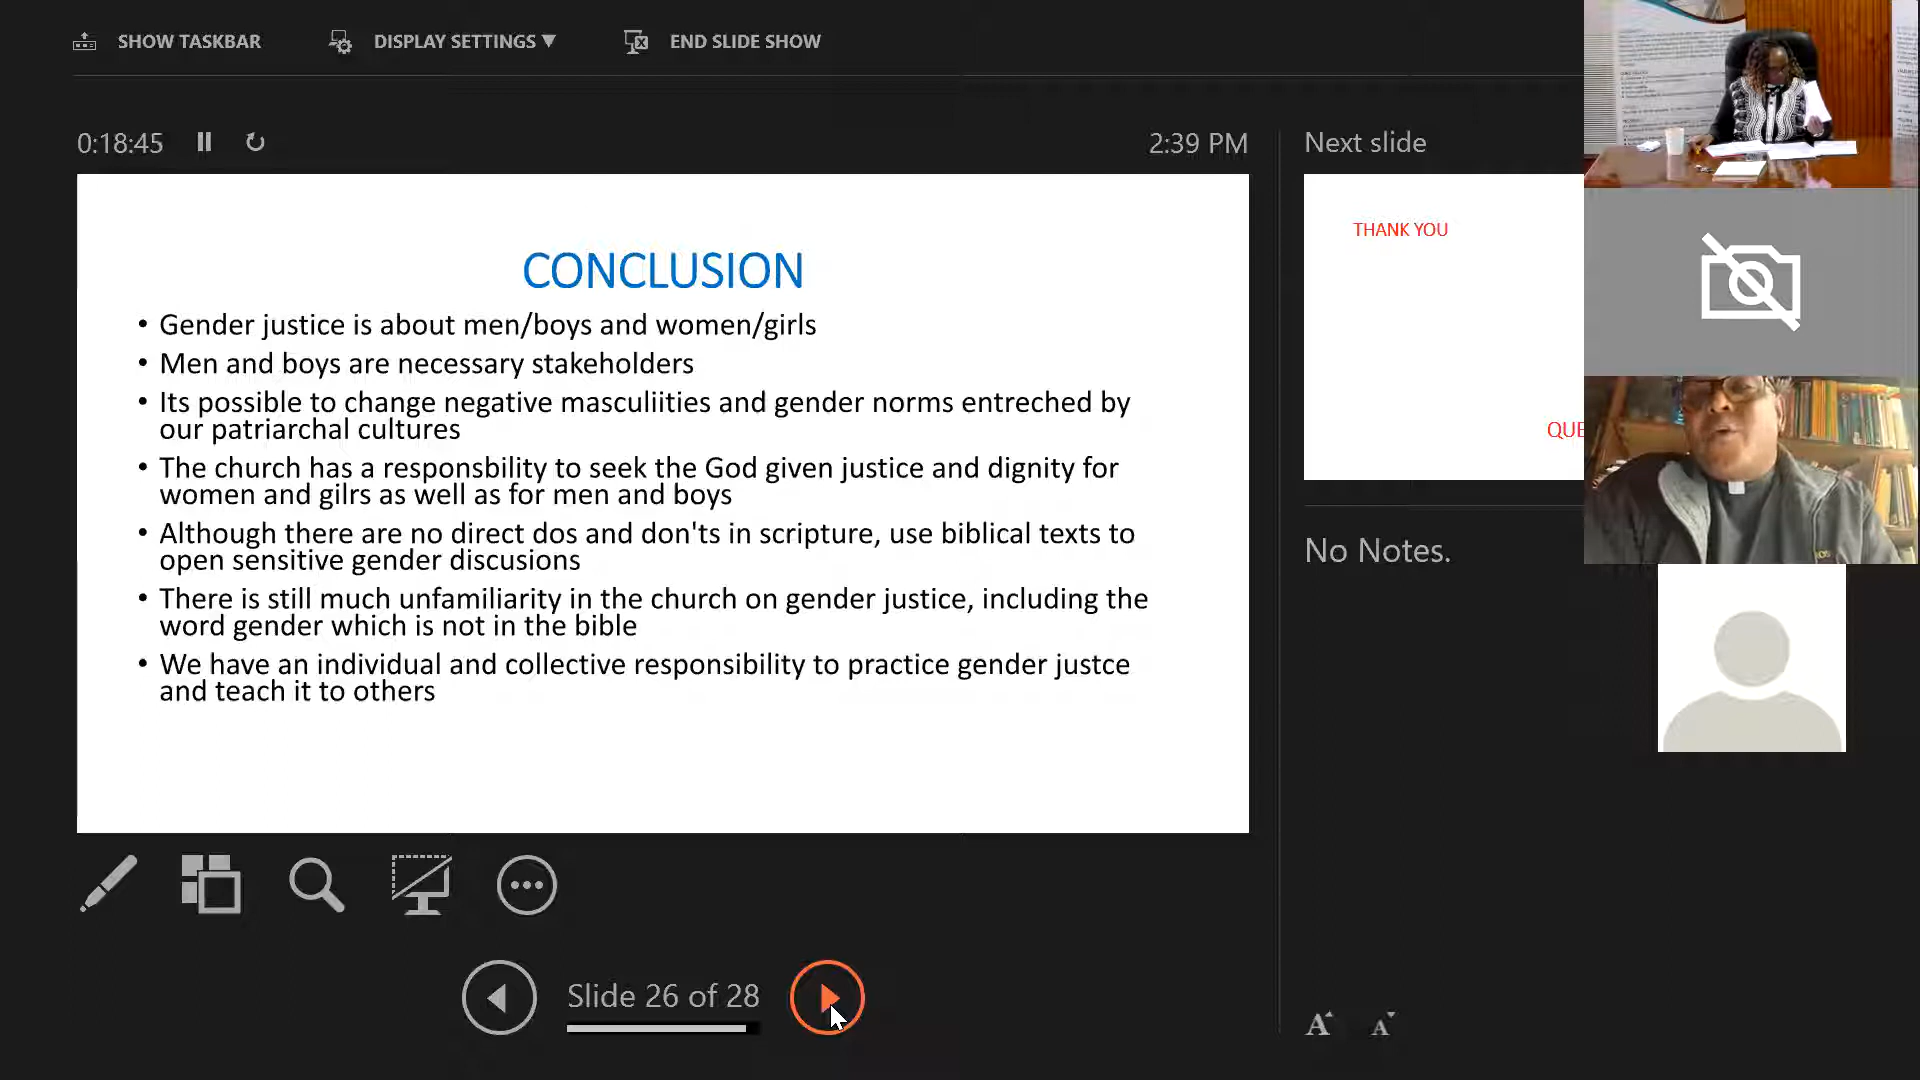 SHOW TASKBAR
DISPLAY SETTINGS ▼
END SLIDE SHOW
0:18:45
2:39 PM
Next slide
CONCLUSION
• Gender justice is about men/boys and women/girls
• Men and boys are necessary stakeholders
• Its possible to change negative masculiities and gender norms entreched by
our patriarchal cultures
• The church has a responsbility to seek the God given justice and dignity for
women and gilrs as well as for men and boys
• Although there are no direct dos and don'ts in scripture, use biblical texts to
open sensitive gender discusions
• There is still much unfamiliarity in the church on gender justice, including the
word gender which is not in the bible
• We have an individual and collective responsibility to practice gender justce
and teach it to others
THANK YOU
QUE
No Notes.
Slide 26 of 28
A A